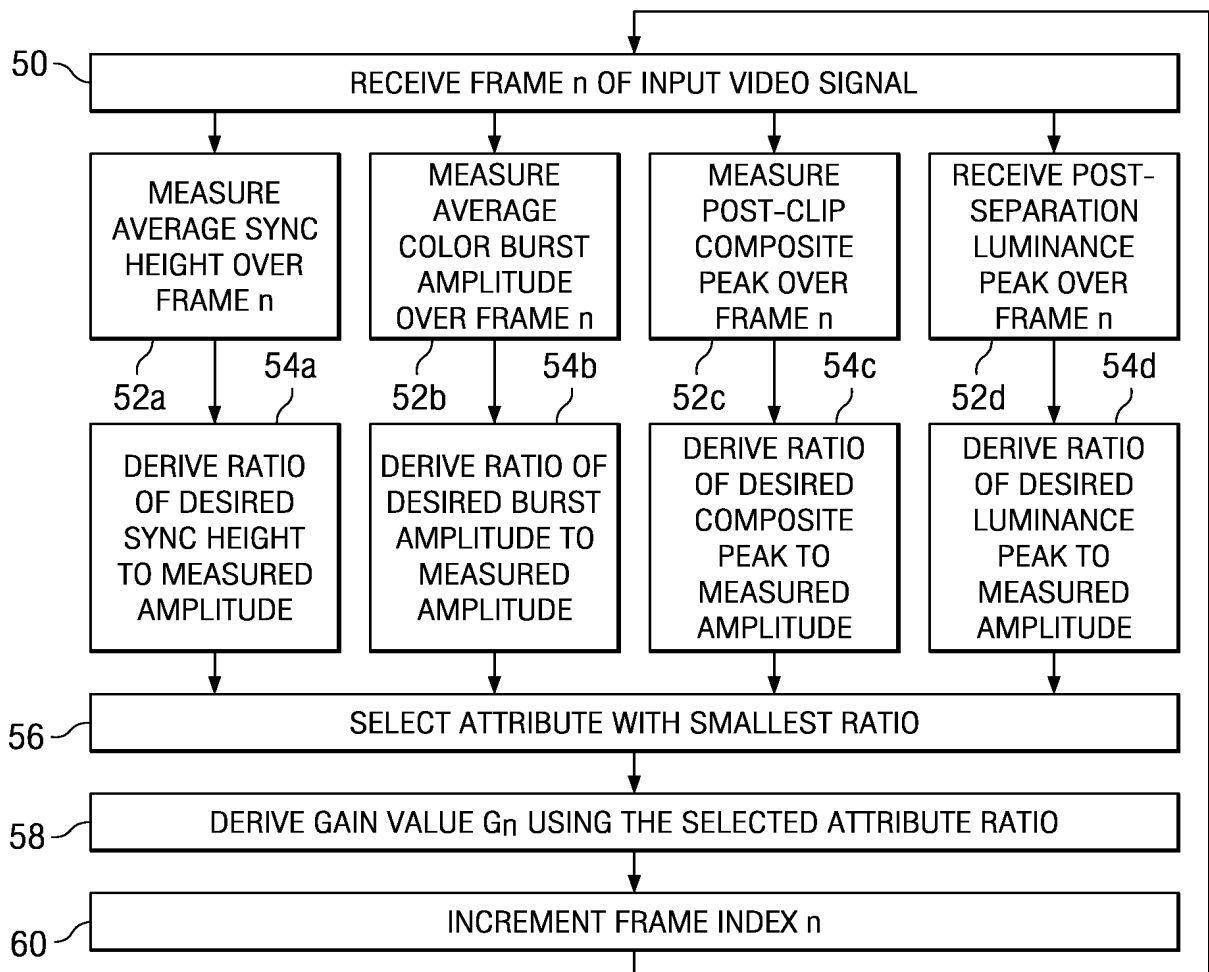 50
RECEIVE FRAME n OF INPUT VIDEO SIGNAL
MEASURE
AVERAGE SYNC
HEIGHT OVER
FRAME n
MEASURE
AVERAGE
COLOR BURST
AMPLITUDE
OVER FRAME n
MEASURE
POST-CLIP
COMPOSITE
PEAK OVER
FRAME n
RECEIVE POST-
SEPARATION
LUMINANCE
PEAK OVER
FRAME n
52a
54a
52b
54b
52c
54c
52d
54d
DERIVE RATIO
OF DESIRED
SYNC HEIGHT
TO MEASURED
AMPLITUDE
DERIVE RATIO OF
DESIRED BURST
AMPLITUDE TO
MEASURED
AMPLITUDE
DERIVE RATIO
OF DESIRED
COMPOSITE
PEAK TO
MEASURED
AMPLITUDE
DERIVE RATIO
OF DESIRED
LUMINANCE
PEAK TO
MEASURED
AMPLITUDE
56
SELECT ATTRIBUTE WITH SMALLEST RATIO
58
DERIVE GAIN VALUE Gn USING THE SELECTED ATTRIBUTE RATIO
60
INCREMENT FRAME INDEX n